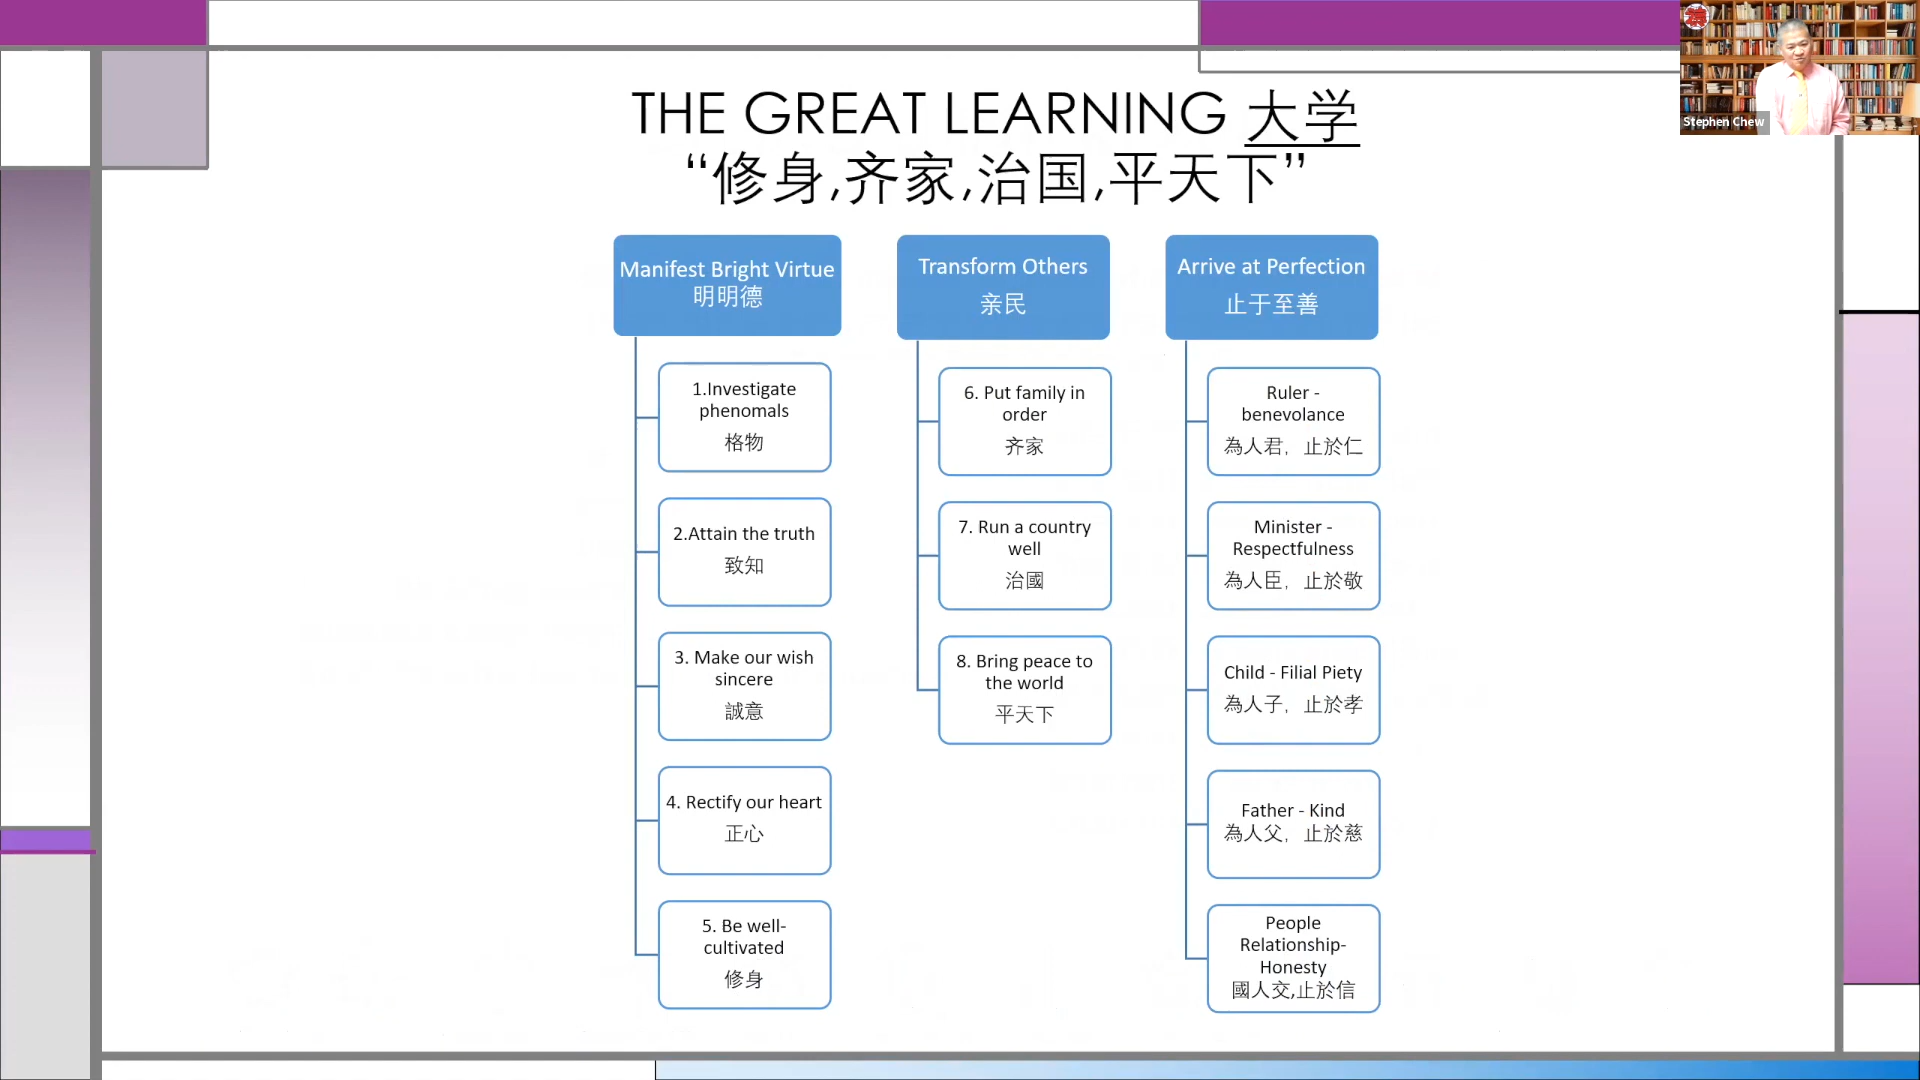 THE GREAT LEARNING 大学
“修身,齐家,治国,平天下”
Stephen Chew
Manifest Bright Virtue
明明德
1.Investigate
phenomals
格物
2.Attain the truth
致知
3. Make our wish
sincere
誠意
4. Rectify our heart
正心
5. Be well-
cultivated
修身
Transform Others
亲民
6. Put family in
order
齐家
7. Run a country
well
治國
8. Bring peace to
the world
平天下
Arrive at Perfection
止于至善
Ruler -
benevolance
為人君，止於仁
Minister -
Respectfulness
為人臣，止於敬
Child - Filial Piety
為人子，止於孝
Father - Kind
為人父，止於慈
People
Relationship-
Honesty
國人交,止於信